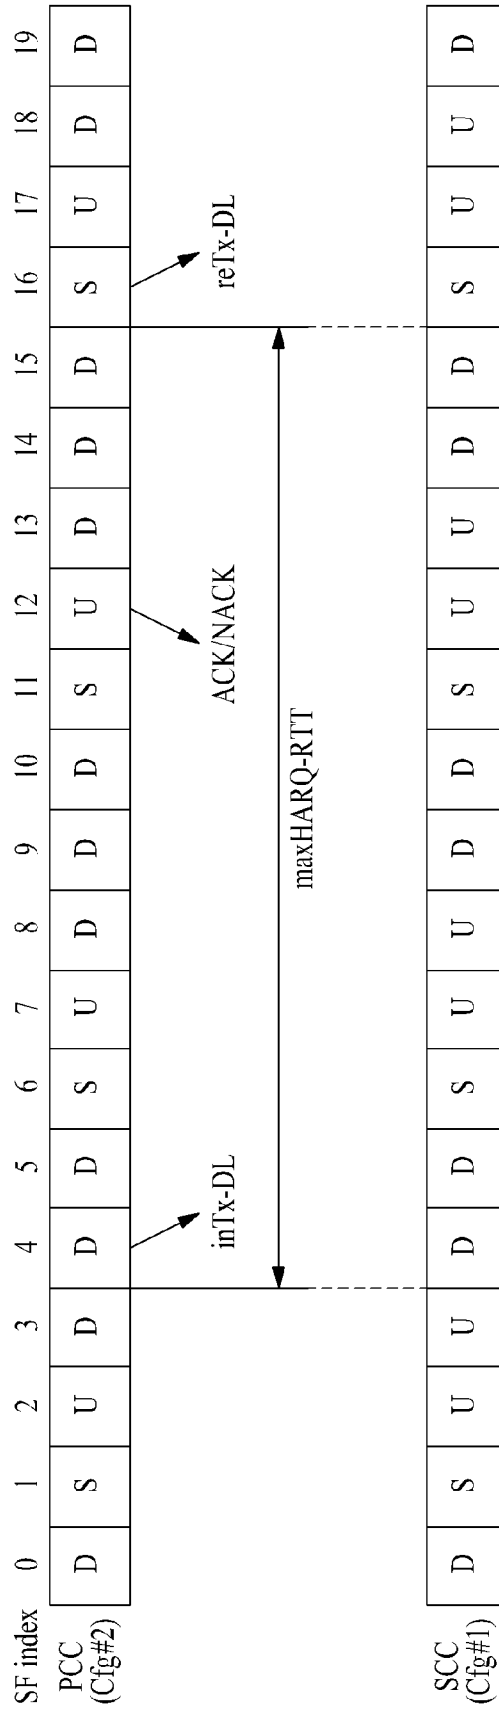 SF index 0 1 2 3 4 5 6 7 8 9 10 11 12 13 14 15 16 17 18 19
PCC
(Cfg#2)
D S U D D D S U D D D S U D D D S U D D
inTx-DL
ACK/NACK
reTx-DL
maxHARQ-RTT
SCC
(Cfg#1)
D S U U D D S U U D D S U U D D S U U D